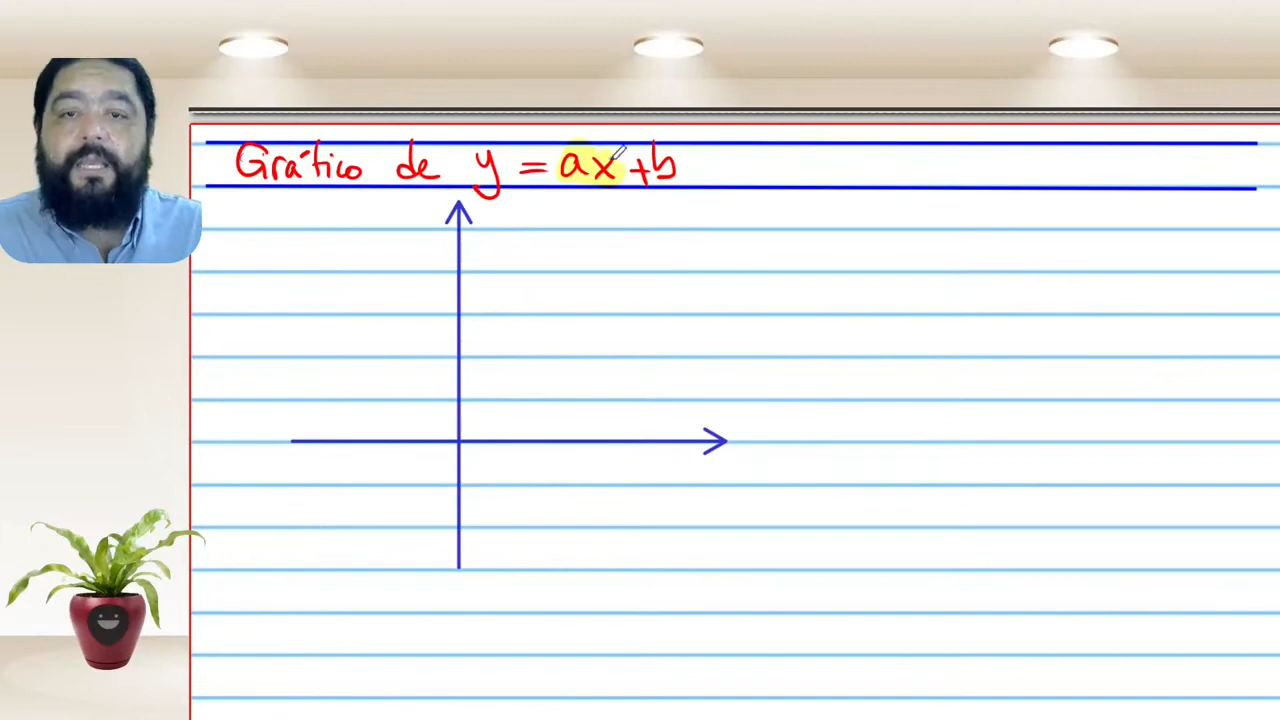 Gráfico de y = ax + b